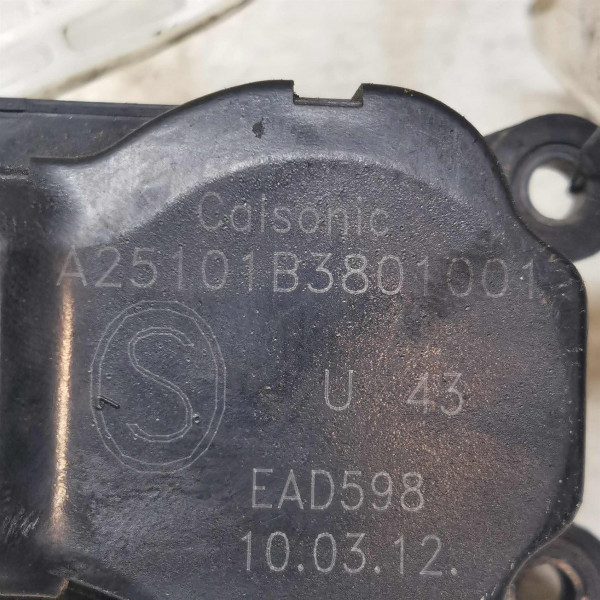 Calsonic
A25101B3801001
S
U 43
EAD598
10.03.12.